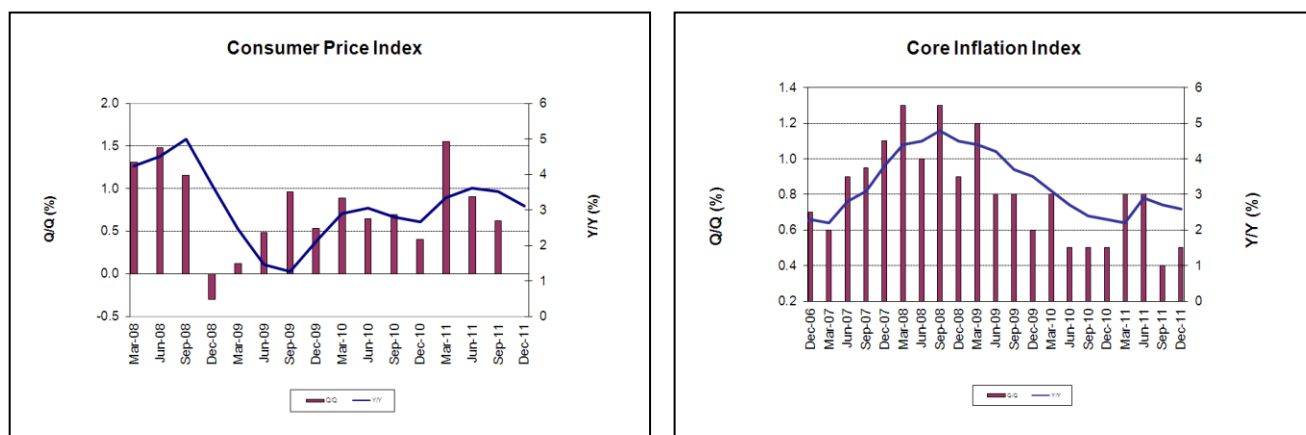 Consumer Price Index
Q/Q (%)
2.0
1.5
1.0
0.5
0.0
-0.5
6
5
4
3
2
1
0
Y/Y (%)
Mar-08
Jun-08
Sep-08
Dec-08
Mar-09
Jun-09
Sep-09
Dec-09
Mar-10
Jun-10
Dec-10
Mar-11
Sep-11
Dec-11
Q/Q
Y/Y
Core Inflation Index
Q/Q (%)
1.4
1.2
1.0
0.8
0.6
0.4
0.2
6
5
4
3
2
1
0
Y/Y (%)
Dec-06
Mar-07
Jun-07
Sep-07
Dec-07
Mar-08
Jun-08
Sep-08
Dec-08
Mar-09
Jun-09
Sep-09
Dec-09
Mar-10
Jun-10
Sep-10
Dec-10
Mar-11
Jun-11
Sep-11
Dec-11
Q/Q
Y/Y